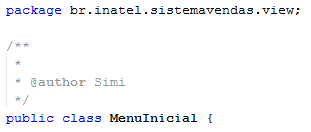 package br.inatel.sistemavendas.view;
/**
 *
 * @author Simi
 */
public class MenuInicial {